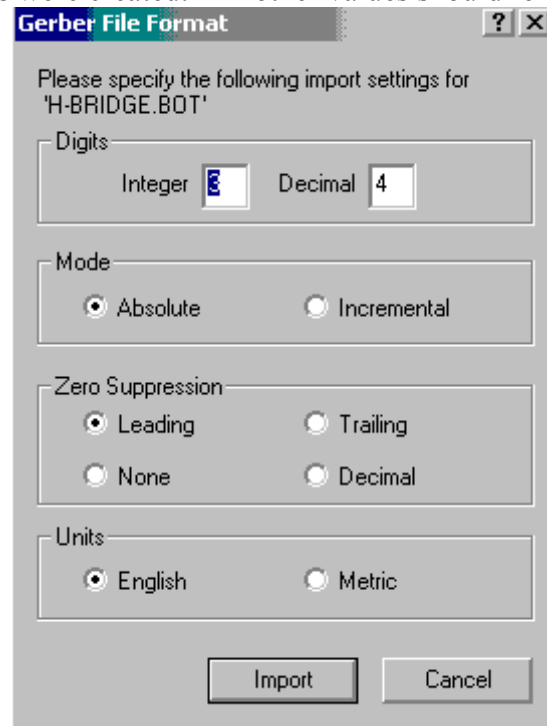 Gerber File Format
Please specify the following import settings for
'H-BRIDGE.BOT'
Digits
Integer 3 Decimal 4
Mode
Absolute Incremental
Zero Suppression
Leading Trailing
None Decimal
Units
English Metric
Import Cancel